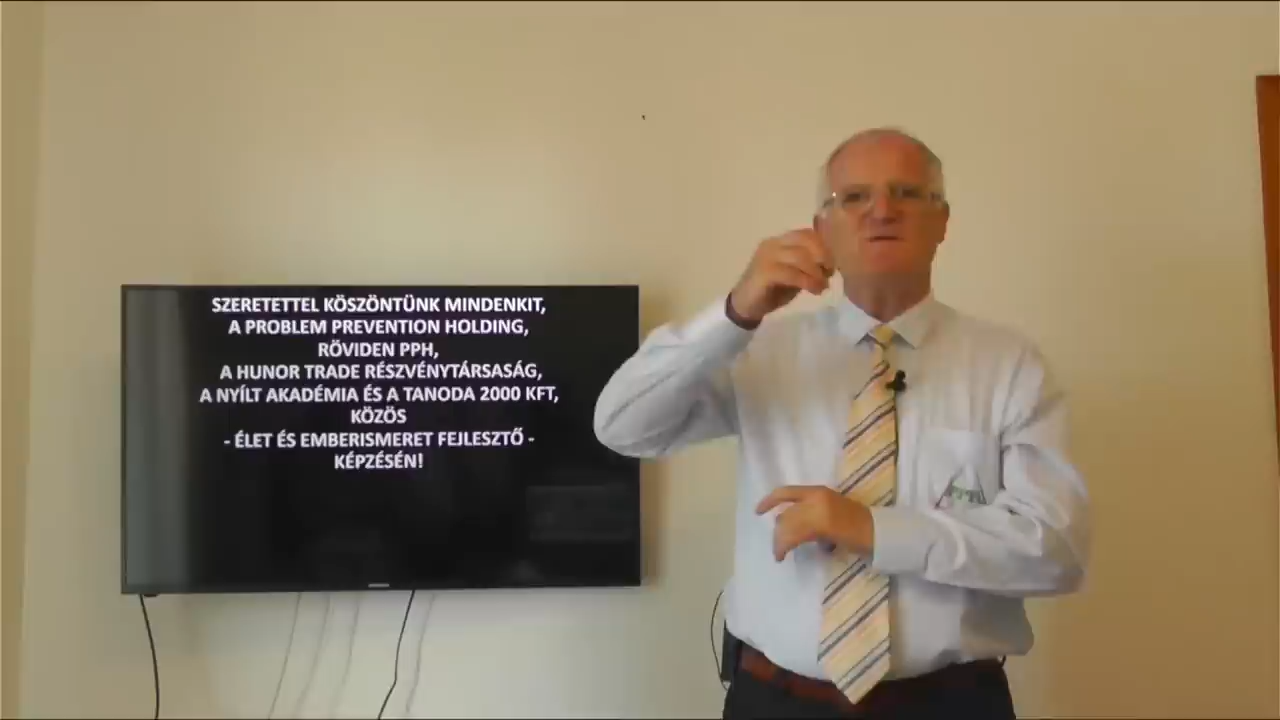 SZERETETTEL KÖSZÖNTÜNK MINDENKIT,
A PROBLEM PREVENTION HOLDING,
RÖVIDEN PPH,
A HUNOR TRADE RÉSZVÉNYTÁRSASÁG,
A NYÍLT AKADÉMIA ÉS A TANODA 2000 KFT,
KÖZÖS
- ÉLET ÉS EMBERISMERET FEJLESZTŐ -
KÉPZÉSÉN!
PPH